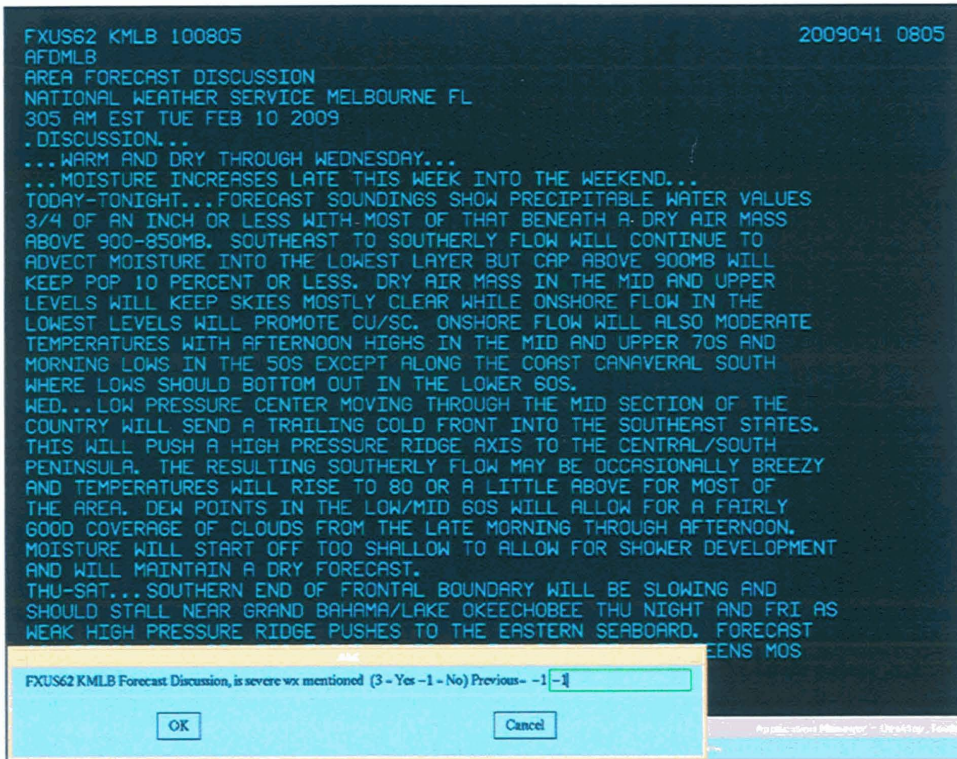 FXUS62 KMLB 100805 2009041 0805
AFDMLB
AREA FORECAST DISCUSSION
NATIONAL WEATHER SERVICE MELBOURNE FL
305 AM EST TUE FEB 10 2009
.DISCUSSION...
...WARM AND DRY THROUGH WEDNESDAY...
...MOISTURE INCREASES LATE THIS WEEK INTO THE WEEKEND...
TODAY-TONIGHT...FORECAST SOUNDINGS SHOW PRECIPITABLE WATER VALUES
3/4 OF AN INCH OR LESS WITH MOST OF THAT BENEATH A DRY AIR MASS
ABOVE 900-850MB. SOUTHEAST TO SOUTHERLY FLOW WILL CONTINUE TO
ADVECT MOISTURE INTO THE LOWEST LAYER BUT CAP ABOVE 900MB WILL
KEEP POP 10 PERCENT OR LESS. DRY AIR MASS IN THE MID AND UPPER
LEVELS WILL KEEP SKIES MOSTLY CLEAR WHILE ONSHORE FLOW IN THE
LOWEST LEVELS WILL PROMOTE CU/SC. ONSHORE FLOW WILL ALSO MODERATE
TEMPERATURES WITH AFTERNOON HIGHS IN THE MID AND UPPER 70S AND
MORNING LOWS IN THE 50S EXCEPT ALONG THE COAST CANAVERAL SOUTH
WHERE LOWS SHOULD BOTTOM OUT IN THE LOWER 60S.
WED...LOW PRESSURE CENTER MOVING THROUGH THE MID SECTION OF THE
COUNTRY WILL SEND A TRAILING COLD FRONT INTO THE SOUTHEAST STATES.
THIS WILL PUSH A HIGH PRESSURE RIDGE AXIS TO THE CENTRAL/SOUTH
PENINSULA. THE RESULTING SOUTHERLY FLOW MAY BE OCCASIONALLY BREEZY
AND TEMPERATURES WILL RISE TO 80 OR A LITTLE ABOVE FOR MOST OF
THE AREA. DEW POINTS IN THE LOW/MID 60S WILL ALLOW FOR A FAIRLY
GOOD COVERAGE OF CLOUDS FROM THE LATE MORNING THROUGH AFTERNOON.
MOISTURE WILL START OFF TOO SHALLOW TO ALLOW FOR SHOWER DEVELOPMENT
AND WILL MAINTAIN A DRY FORECAST.
THU-SAT...SOUTHERN END OF FRONTAL BOUNDARY WILL BE SLOWING AND
SHOULD STALL NEAR GRAND BAHAMA/LAKE OKEECHOBEE THU NIGHT AND FRI AS
WEAK HIGH PRESSURE RIDGE PUSHES TO THE EASTERN SEABOARD. FORECAST
EENS MOS
FXUS62 KMLB Forecast Discussion, is severe wx mentioned (3 - Yes -1 - No) Previous- -1 -1
OK Cancel
Application Manager - Desktop_Tools